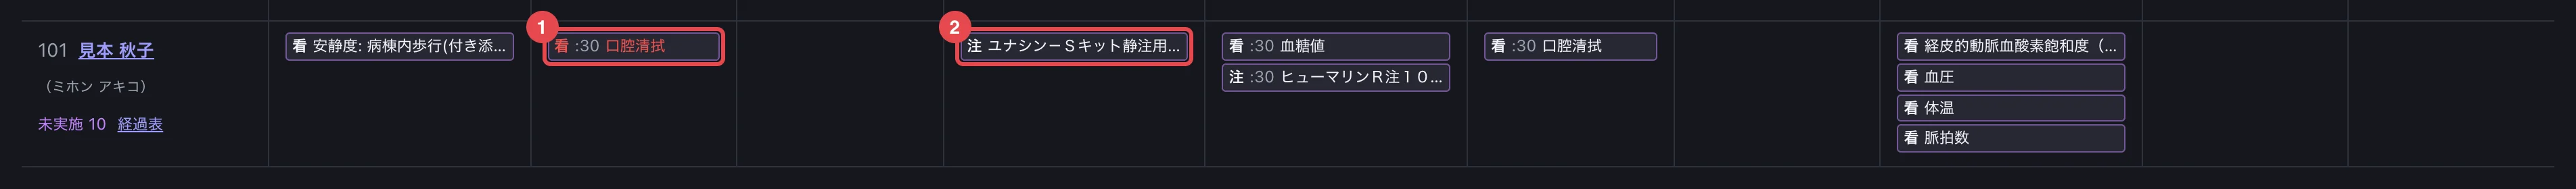 101 見本 秋子
（ミホン アキコ）
未実施 10 経過表
看 安静度: 病棟内歩行(付き添...
1
看 :30 口腔清拭
2
注 ユナシン－Ｓキット静注用...
看 :30 血糖値
注 :30 ヒューマリンＲ注１０...
看 :30 口腔清拭
看 経皮的動脈血酸素飽和度（...
看 血圧
看 体温
看 脈拍数